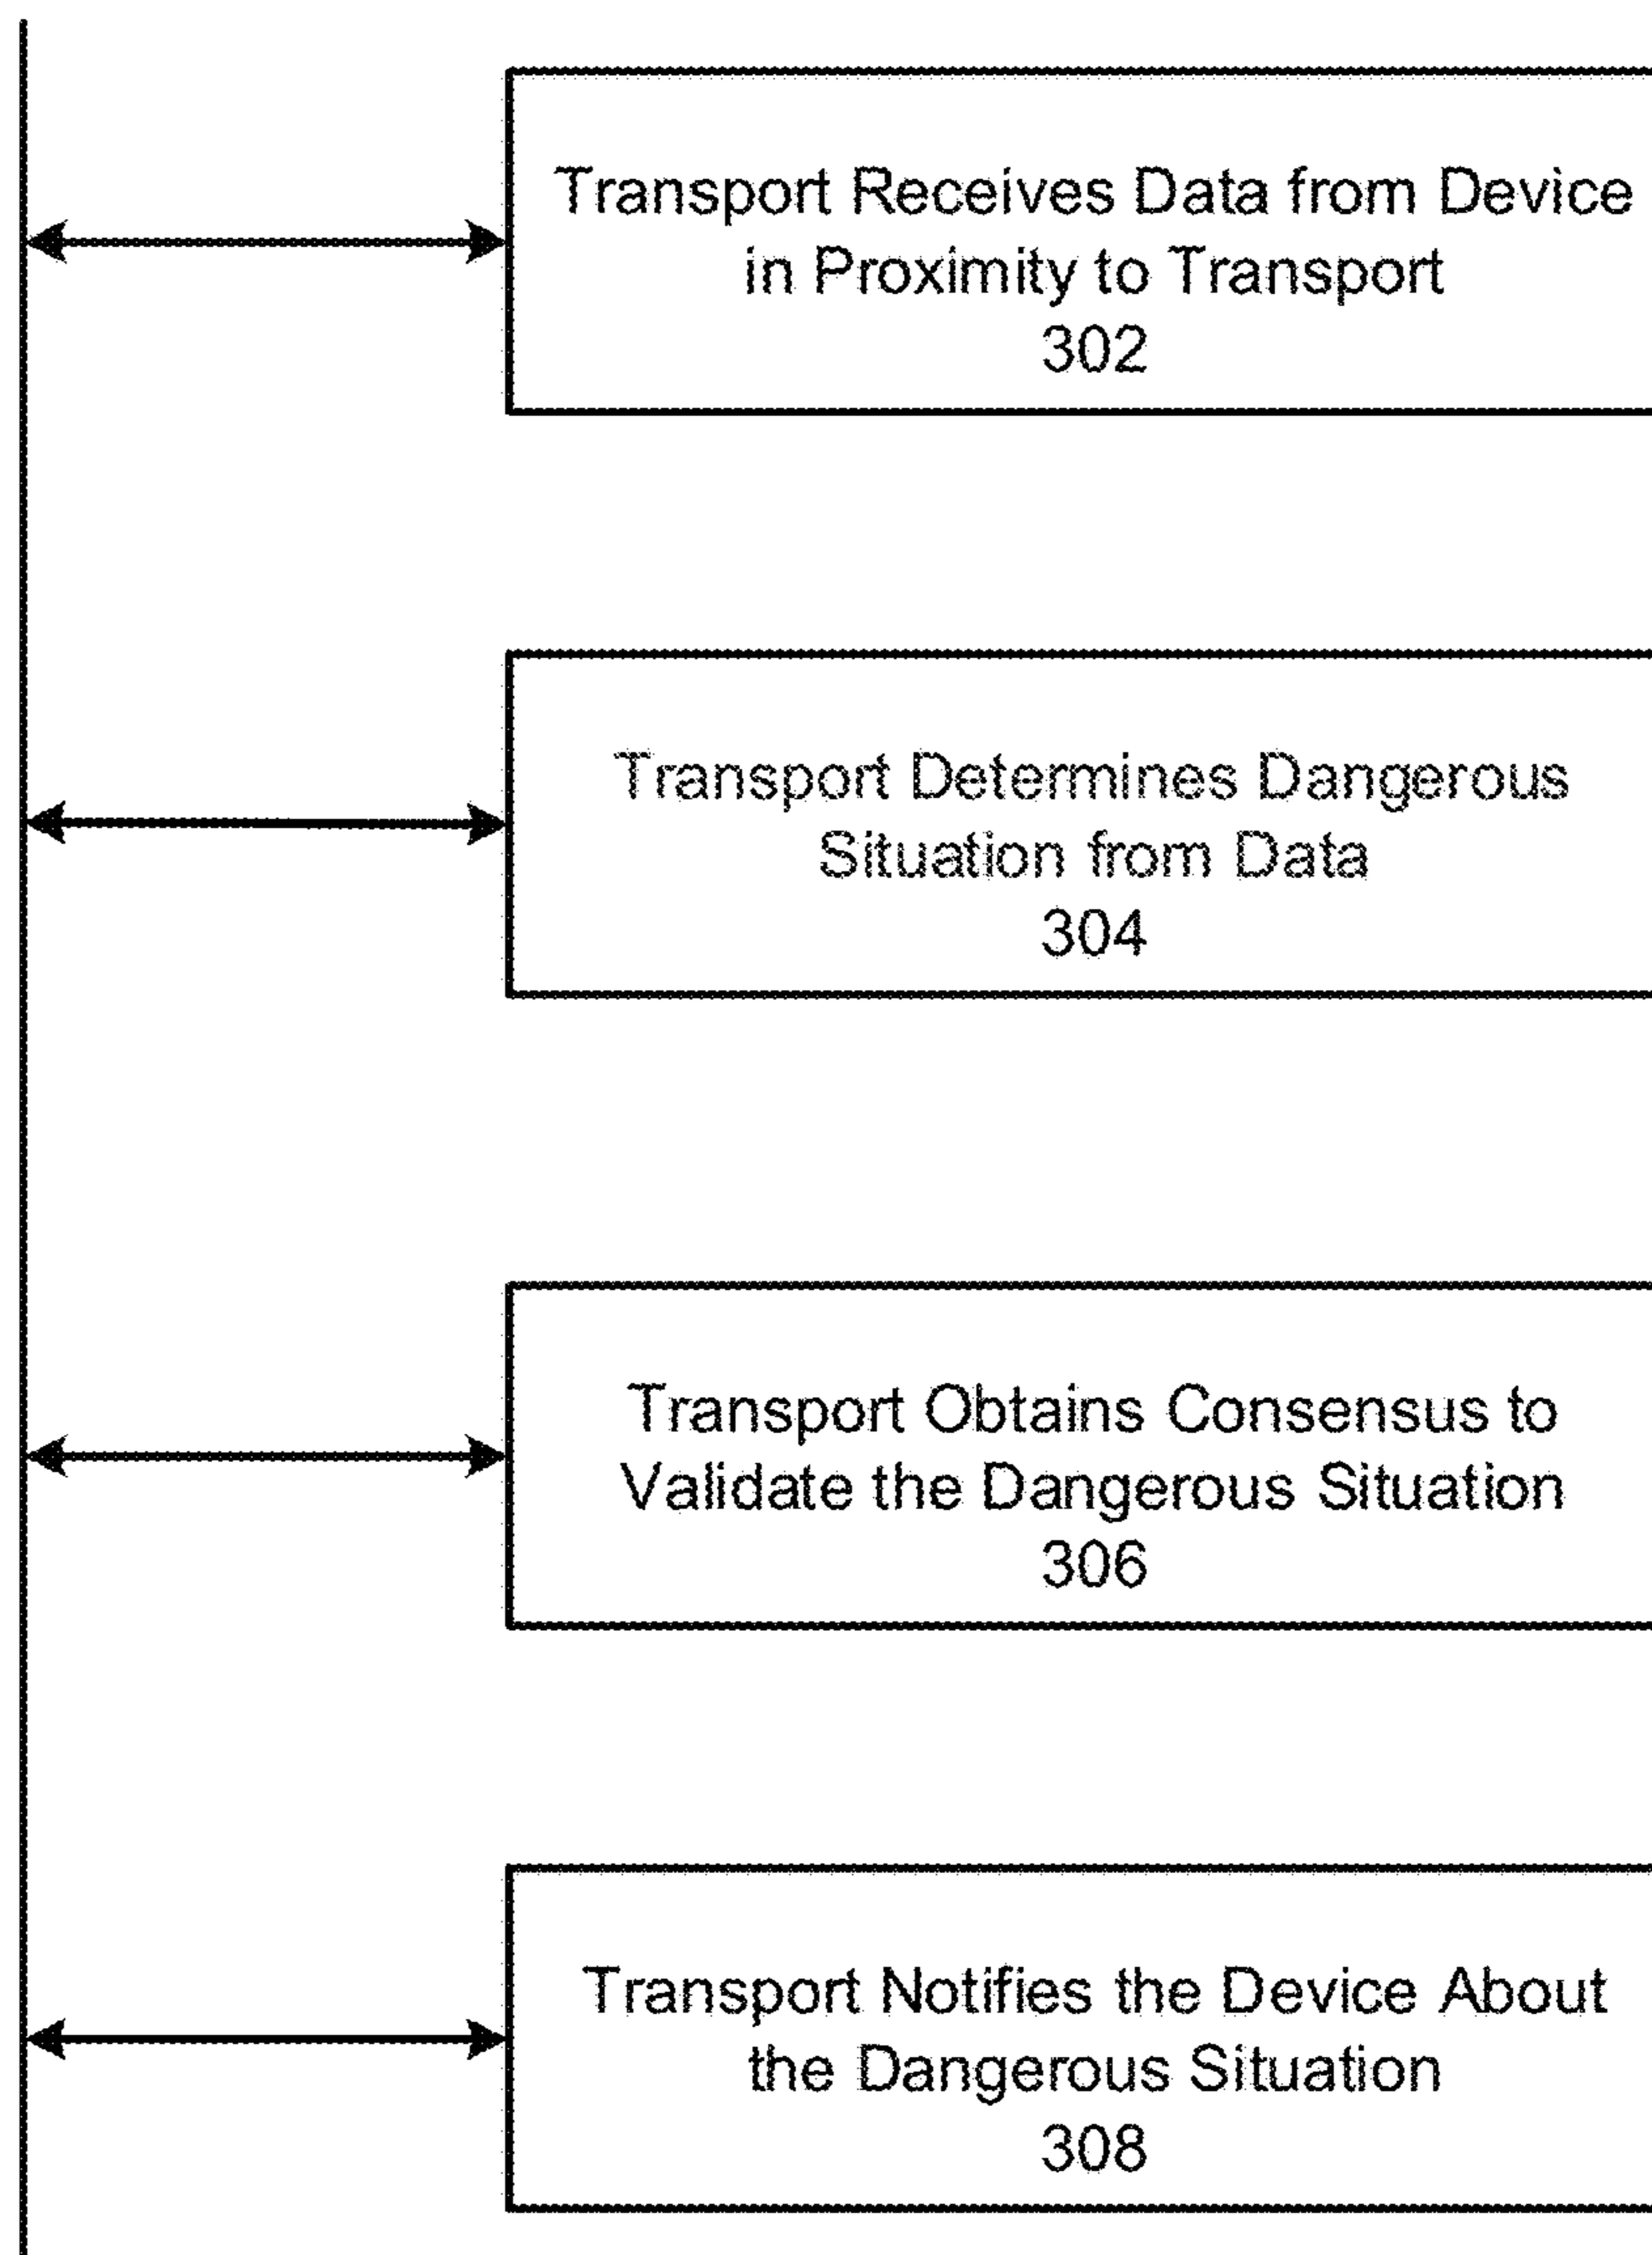 Transport Receives Data from Device
in Proximity to Transport
302
Transport Determines Dangerous
Situation from Data
304
Transport Obtains Consensus to
Validate the Dangerous Situation
306
Transport Notifies the Device About
the Dangerous Situation
308